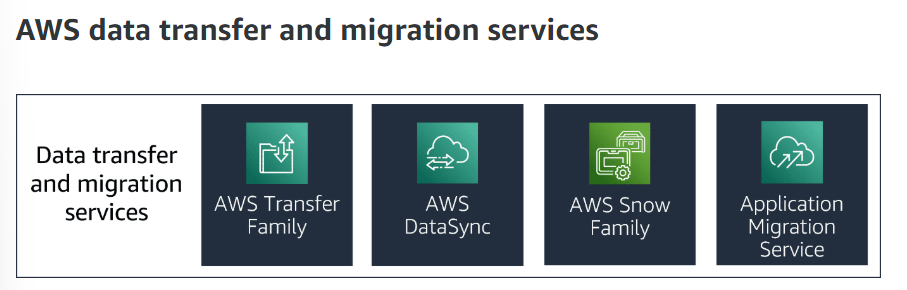 AWS data transfer and migration services
Data transfer
and migration
services
AWS Transfer
Family
AWS
DataSync
AWS Snow
Family
Application
Migration
Service